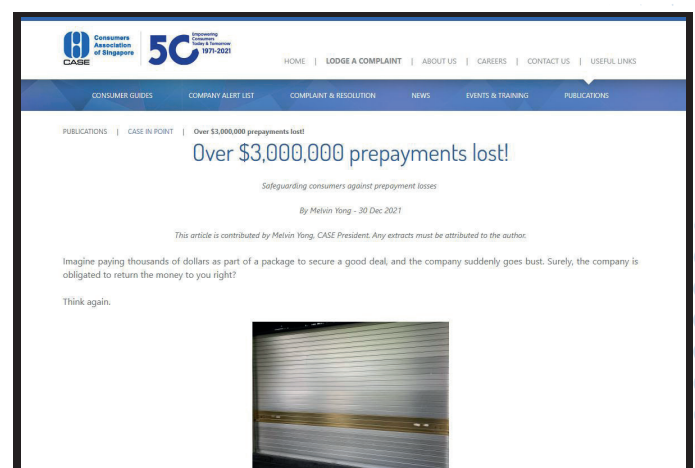 Consumers
Association
of Singapore
CASE
50
Empowering
Consumers
Today & Tomorrow
1971-2021
HOME | LODGE A COMPLAINT | ABOUT US | CAREERS | CONTACT US | USEFUL LINKS
CONSUMER GUIDES COMPANY ALERT LIST COMPLAINT & RESOLUTION NEWS EVENTS & TRAINING PUBLICATIONS
PUBLICATIONS | CASE IN POINT | Over $3,000,000 prepayments lost!
Over $3,000,000 prepayments lost!
Safeguarding consumers against prepayment losses
By Melvin Yong - 30 Dec 2021
This article is contributed by Melvin Yong, CASE President. Any extracts must be attributed to the author.
Imagine paying thousands of dollars as part of a package to secure a good deal, and the company suddenly goes bust. Surely, the company is
obligated to return the money to you right?
Think again.